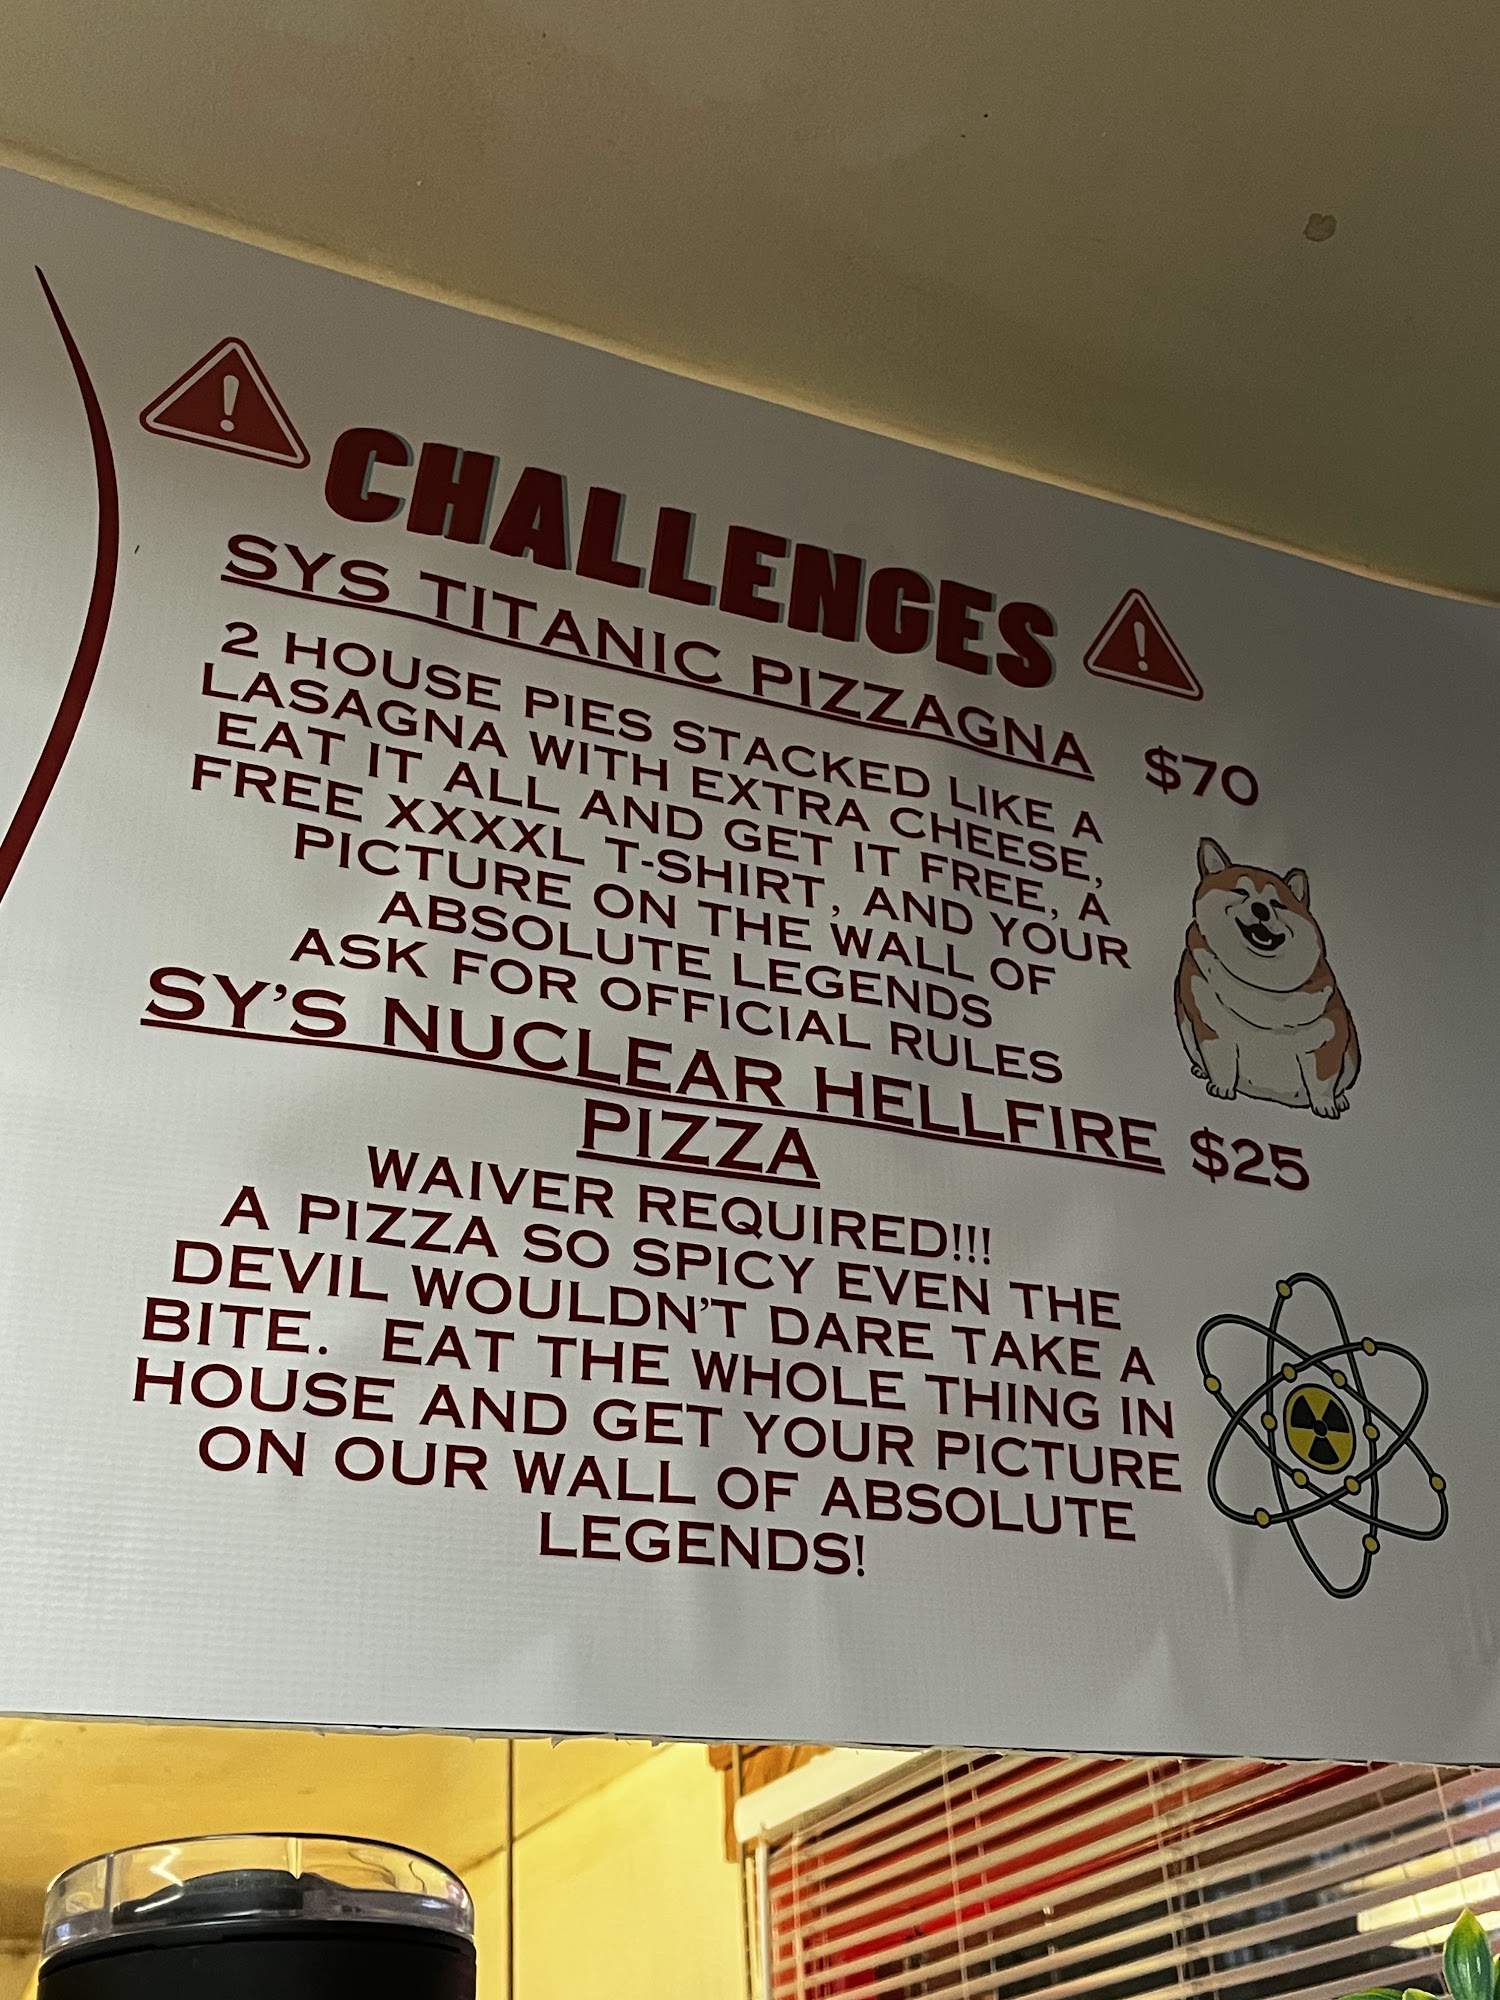 CHALLENGES
SYS TITANIC PIZZAGNA $70
2 HOUSE PIES STACKED LIKE A
LASAGNA WITH EXTRA CHEESE,
EAT IT ALL AND GET IT FREE, A
FREE XXXXL T-SHIRT, AND YOUR
PICTURE ON THE WALL OF
ABSOLUTE LEGENDS
ASK FOR OFFICIAL RULES
SY'S NUCLEAR HELLFIRE $25
PIZZA
WAIVER REQUIRED!!!
A PIZZA SO SPICY EVEN THE
DEVIL WOULDN'T DARE TAKE A
BITE. EAT THE WHOLE THING IN
HOUSE AND GET YOUR PICTURE
ON OUR WALL OF ABSOLUTE
LEGENDS!